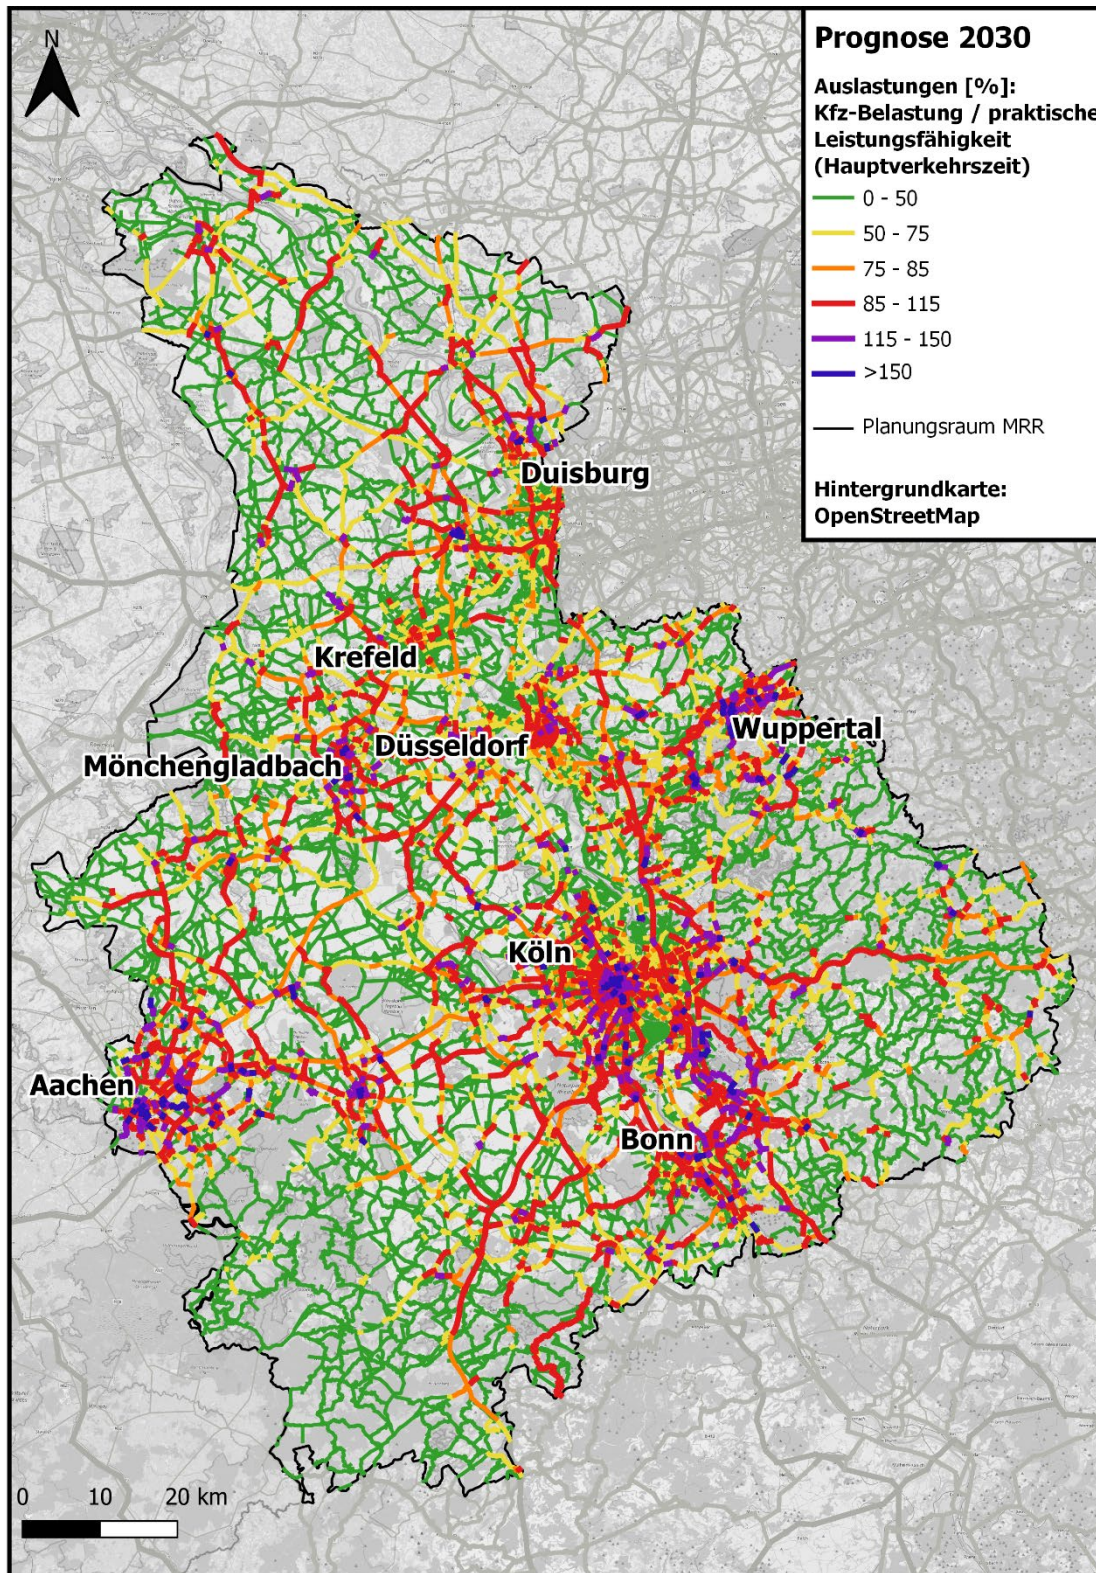 N
Prognose 2030
Auslastungen [%]:
Kfz-Belastung / praktische
Leistungsfähigkeit
(Hauptverkehrszeit)
0 - 50
50 - 75
75 - 85
85 - 115
115 - 150
>150
Planungsraum MRR
Hintergrundkarte:
OpenStreetMap
Duisburg
Krefeld
Wuppertal
Düsseldorf
Mönchengladbach
Köln
Aachen
Bonn
0 10 20 km